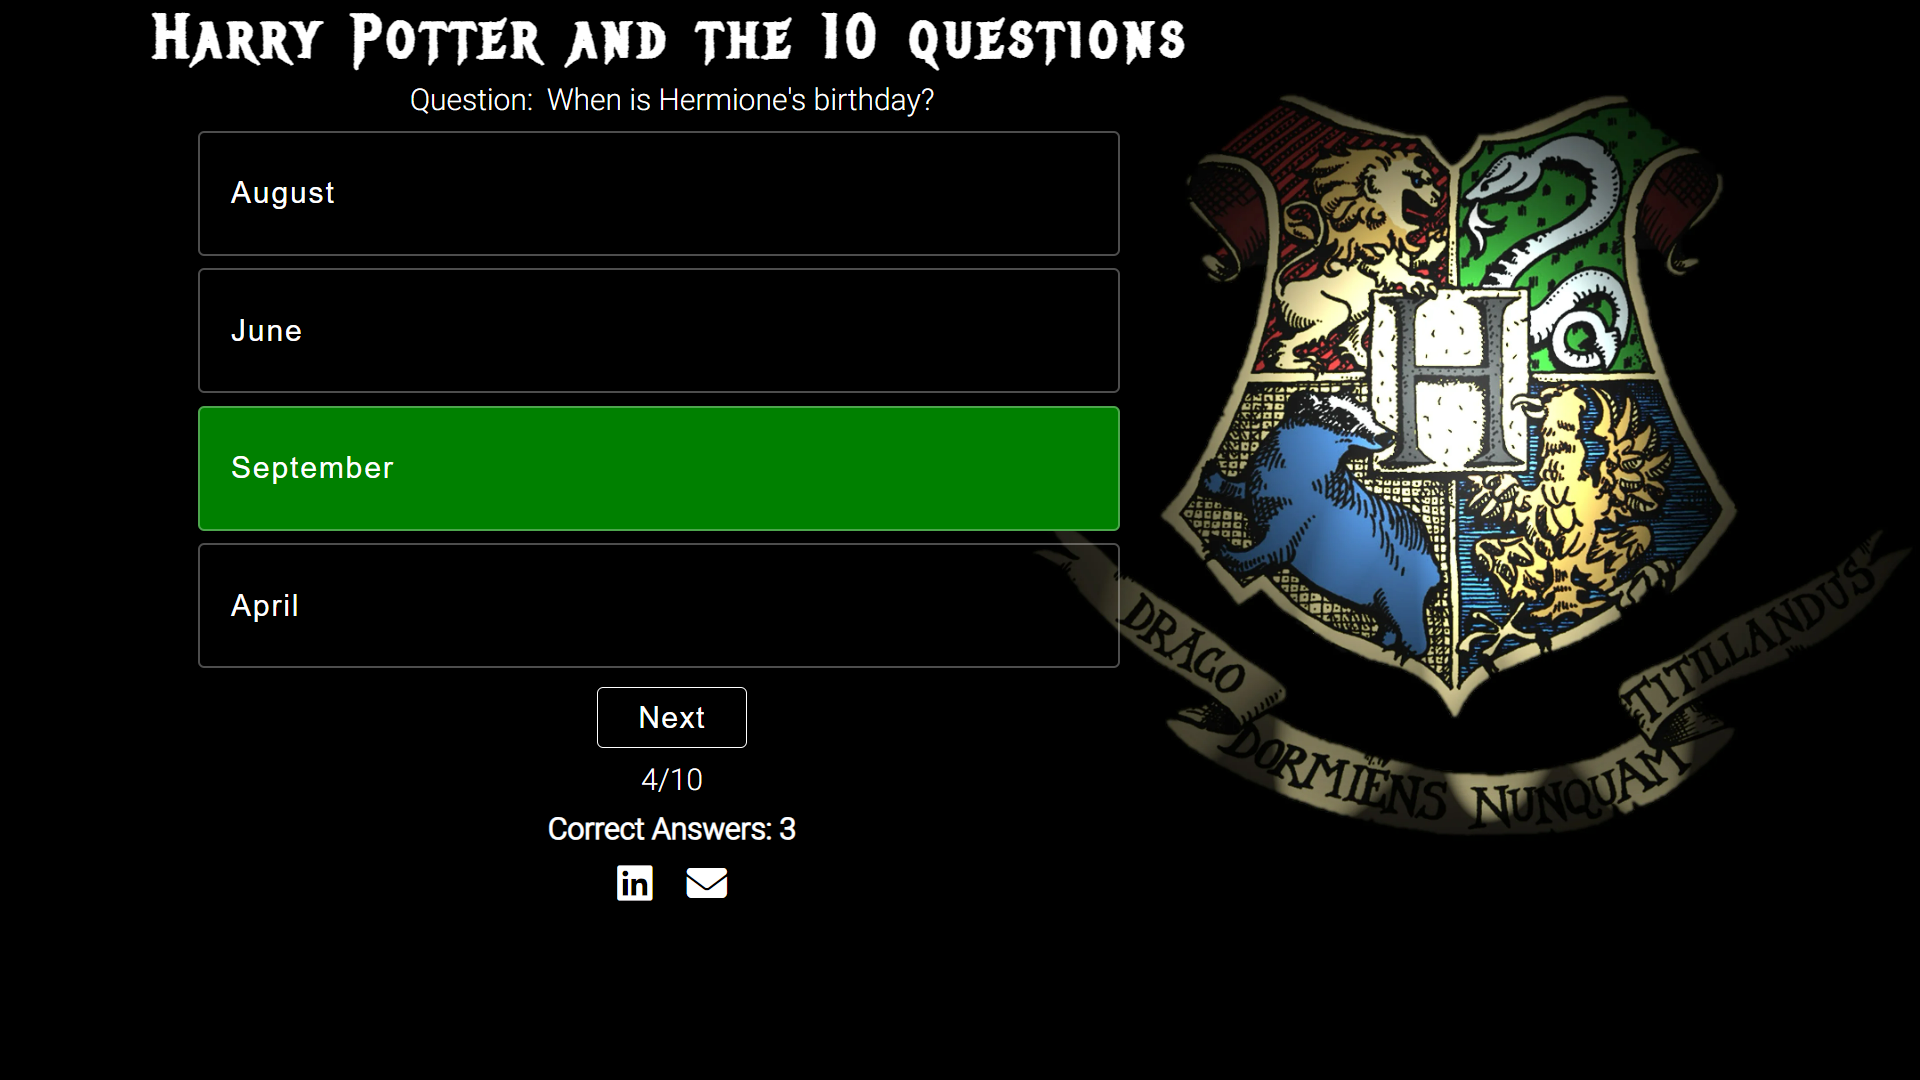 Harry Potter and the 10 questions
Question: When is Hermione's birthday?
August
June
September
April
Next
4/10
Correct Answers: 3
in
H
DRACO
DORMIENS NUNQUAM
TITILLANDUS